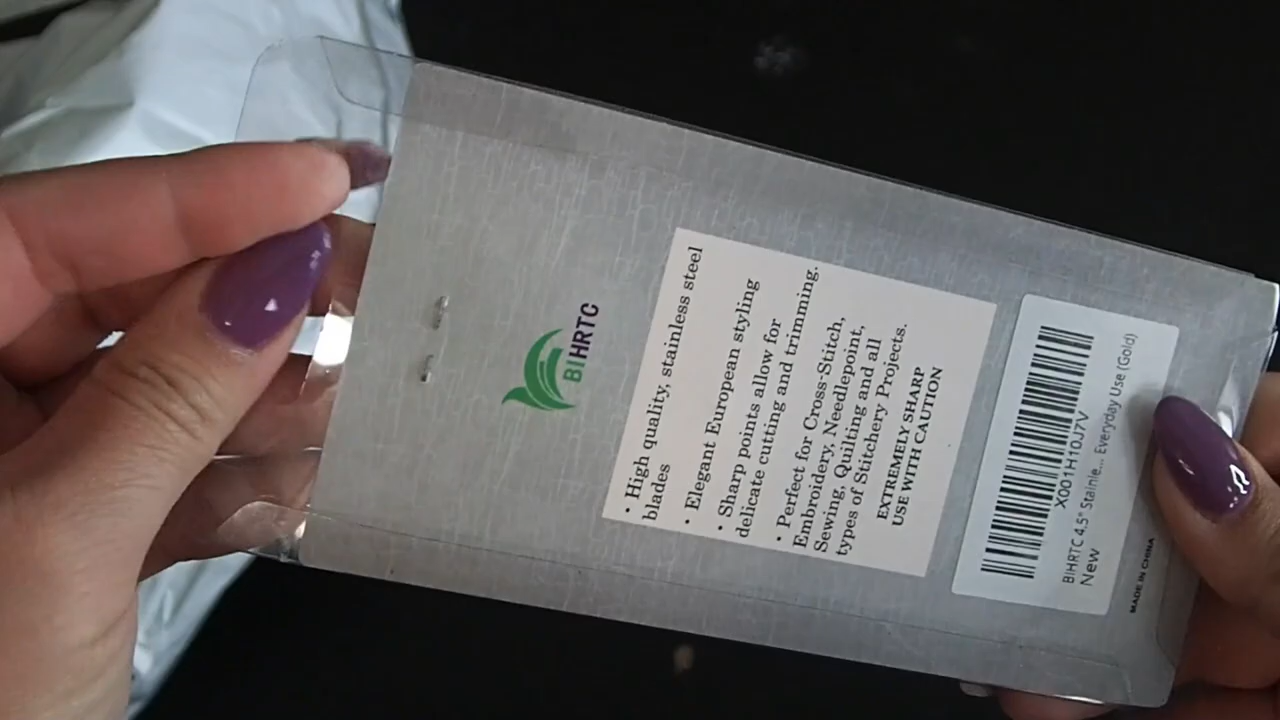 BIHRTC
• High quality, stainless steel
blades
• Elegant European styling
• Sharp points allow for
delicate cutting and trimming.
• Perfect for Cross-Stitch,
Embroidery, Needlepoint,
Sewing, Quilting and all
types of Stitchery Projects.
EXTREMELY SHARP
USE WITH CAUTION
X001H10J7V
BIHRTC 4.5" Stainle... Everyday Use (Gold)
New
MADE IN CHINA